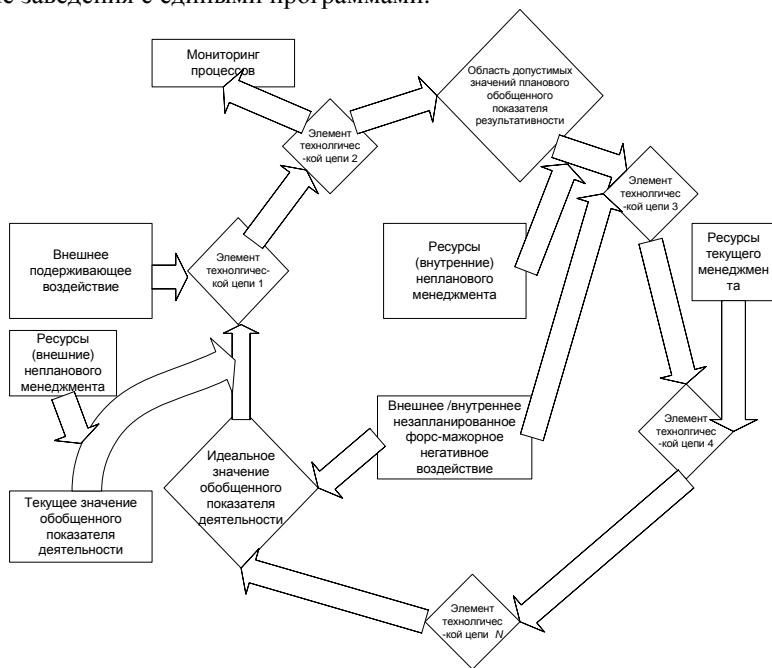 заведения с едиными программами.
Мониторинг
процессов
Область допустимых
значений планового
обобщенного
показателя
результативности
Элемент
технолгичес
-кой цепи 2
Элемент
технолгичес
-кой цепи 3
Внешнее
подерживающее
воздействие
Элемент
технолгичес-
кой цепи 1
Ресурсы
(внутренние)
непланового
менеджмента
Ресурсы
текущего
менеджмен
та
Ресурсы
(внешние)
непланового
менеджмента
Внешнее /внутреннее
незапланированное
форс-мажорное
негативное
воздействие
Элемент
технолгичес
-кой цепи 4
Идеальное
значение
обобщенного
показателя
деятельности
Текущее значение
обобщенного
показателя
деятельности
Элемент
технолгичес
-кой цепи N